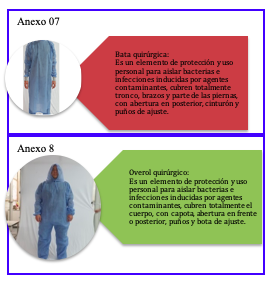 Anexo 07
Bata quirúrgica:
Es un elemento de protección y uso
personal para aislar bacterias e
infecciones inducidas por agentes
contaminantes, cubren totalmente
tronco, brazos y parte de las piernas,
con abertura en posterior, cinturón y
puños de ajuste.
Anexo 8
Overol quirúrgico:
Es un elemento de protección y uso
personal para aislar bacterias e
infecciones inducidas por agentes
contaminantes, cubren totalmente el
cuerpo, con capota, abertura en frente
o posterior, puños y bota de ajuste.